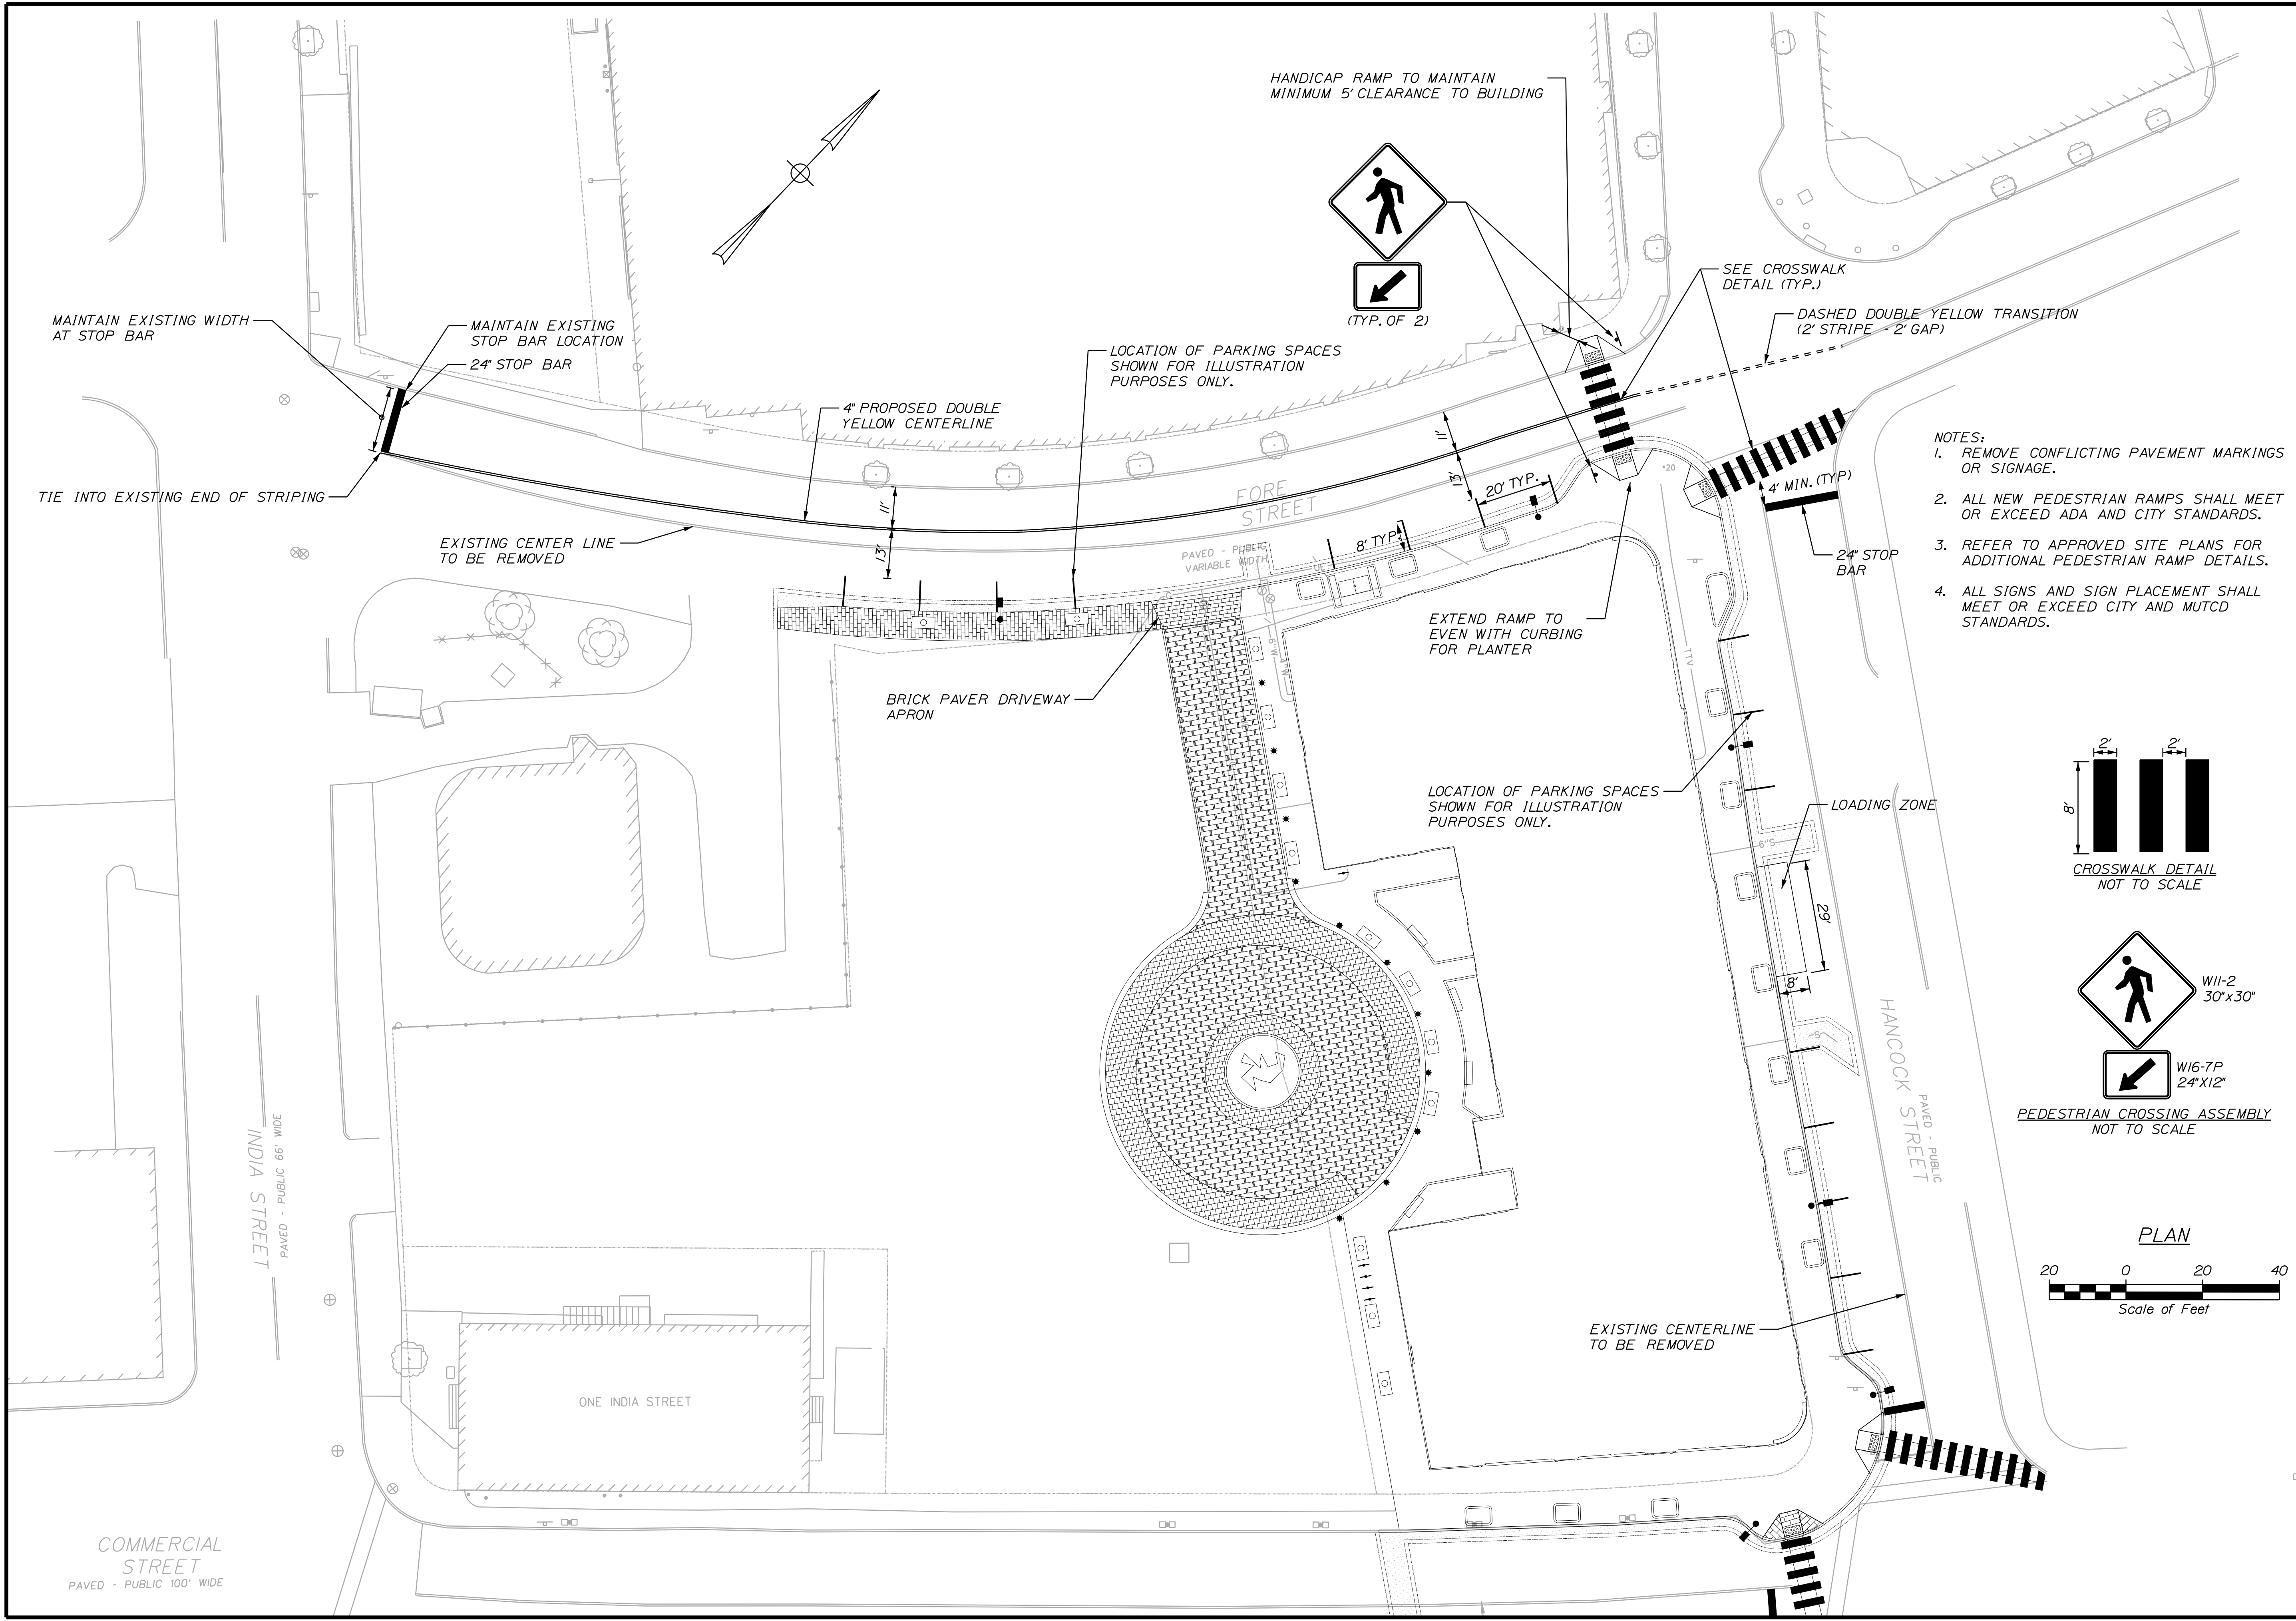 HANDICAP RAMP TO MAINTAIN
MINIMUM 5' CLEARANCE TO BUILDING
(TYP. OF 2)
SEE CROSSWALK
DETAIL (TYP.)
DASHED DOUBLE YELLOW TRANSITION
(2' STRIPE - 2' GAP)
MAINTAIN EXISTING WIDTH
AT STOP BAR
MAINTAIN EXISTING
STOP BAR LOCATION
24" STOP BAR
LOCATION OF PARKING SPACES
SHOWN FOR ILLUSTRATION
PURPOSES ONLY.
4" PROPOSED DOUBLE
YELLOW CENTERLINE
TIE INTO EXISTING END OF STRIPING
EXISTING CENTER LINE
TO BE REMOVED
11'
13'
11'
13'
FORE
STREET
PAVED - PUBLIC
VARIABLE WIDTH
20' TYP.
8' TYP.
UE
*20
4' MIN. (TYP)
24" STOP
BAR
NOTES:
1. REMOVE CONFLICTING PAVEMENT MARKINGS
OR SIGNAGE.
2. ALL NEW PEDESTRIAN RAMPS SHALL MEET
OR EXCEED ADA AND CITY STANDARDS.
3. REFER TO APPROVED SITE PLANS FOR
ADDITIONAL PEDESTRIAN RAMP DETAILS.
4. ALL SIGNS AND SIGN PLACEMENT SHALL
MEET OR EXCEED CITY AND MUTCD
STANDARDS.
EXTEND RAMP TO
EVEN WITH CURBING
FOR PLANTER
6"W
4"W
TTV
BRICK PAVER DRIVEWAY
APRON
LOCATION OF PARKING SPACES
SHOWN FOR ILLUSTRATION
PURPOSES ONLY.
LOADING ZONE
6"S
29'
8'
S
2'
2'
8'
CROSSWALK DETAIL
NOT TO SCALE
W11-2
30"x30"
W16-7P
24"X12"
PEDESTRIAN CROSSING ASSEMBLY
NOT TO SCALE
HANCOCK STREET
PAVED - PUBLIC
INDIA STREET
PAVED - PUBLIC 66' WIDE
PLAN
20 0 20 40
Scale of Feet
EXISTING CENTERLINE
TO BE REMOVED
ONE INDIA STREET
COMMERCIAL
STREET
PAVED - PUBLIC 100' WIDE